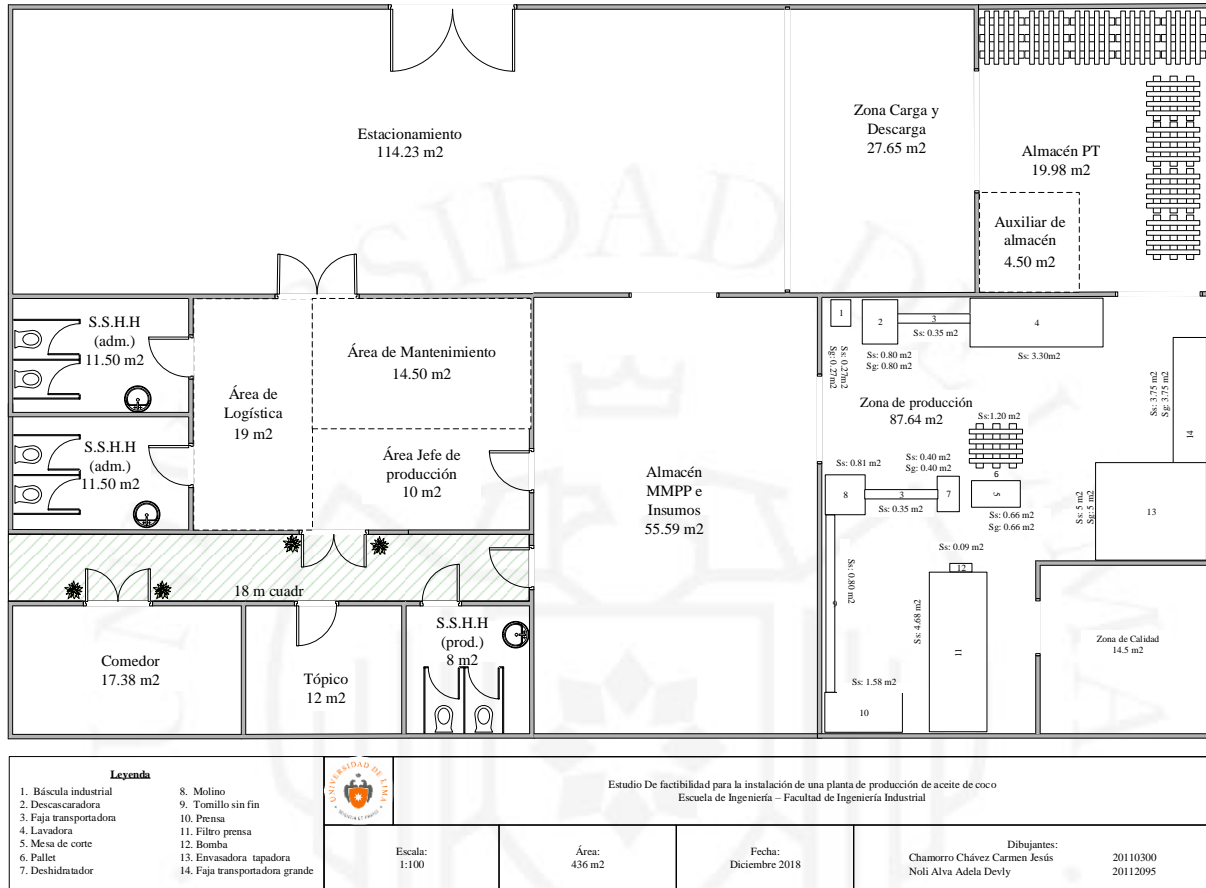 Estacionamiento
114.23 m2
Zona Carga y
Descarga
27.65 m2
Almacén PT
19.98 m2
Auxiliar de
almacén
4.50 m2
S.S.H.H
(adm.)
11.50 m2
Área de Mantenimiento
14.50 m2
Área de
Logística
19 m2
S.S.H.H
(adm.)
11.50 m2
Área Jefe de
producción
10 m2
Almacén
MMPP e
Insumos
55.59 m2
1
2
3
4
Ss: 0.35 m2
Ss: 3.30m2
Ss: 0.27m2
Sg: 0.27m2
Ss: 0.80 m2
Sg: 0.80 m2
Zona de producción
87.64 m2
Ss:1.20 m2
6
Ss: 3.75 m2
Sg: 3.75 m2
14
Ss: 0.81 m2
Ss: 0.40 m2
Sg: 0.40 m2
8
3
7
5
Ss: 0.35 m2
Ss: 0.66 m2
Sg: 0.66 m2
Ss: 5 m2
Sg: 5 m2
13
Ss: 0.09 m2
12
Ss: 0.80 m2
9
Ss: 4.68 m2
11
Ss: 1.58 m2
10
Zona de Calidad
14.5 m2
18 m cuadr
Comedor
17.38 m2
Tópico
12 m2
S.S.H.H
(prod.)
8 m2
Leyenda
1. Báscula industrial
2. Descascaradora
3. Faja transportadora
4. Lavadora
5. Mesa de corte
6. Pallet
7. Deshidratador
8. Molino
9. Tornillo sin fin
10. Prensa
11. Filtro prensa
12. Bomba
13. Envasadora tapadora
14. Faja transportadora grande
UNIVERSIDAD DE LIMA
Estudio De factibilidad para la instalación de una planta de producción de aceite de coco
Escuela de Ingeniería – Facultad de Ingeniería Industrial
Escala:
1:100
Área:
436 m2
Fecha:
Diciembre 2018
Dibujantes:
Chamorro Chávez Carmen Jesús 20110300
Noli Alva Adela Devly 20112095